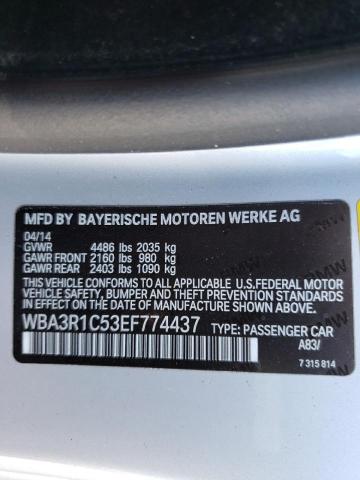 MFD BY BAYERISCHE MOTOREN WERKE AG
04/14
GVWR 4486 lbs 2035 kg
GAWR FRONT 2160 lbs 980 kg
GAWR REAR 2403 lbs 1090 kg
THIS VEHICLE CONFORMS TO ALL APPLICABLE U.S.FEDERAL MOTOR
VEHICLE SAFETY, BUMPER AND THEFT PREVENTION STANDARDS
IN EFFECT ON THE DATE OF MANUFACTURE SHOWN ABOVE.
WBA3R1C53EF774437 TYPE: PASSENGER CAR
A83/
7 315 814